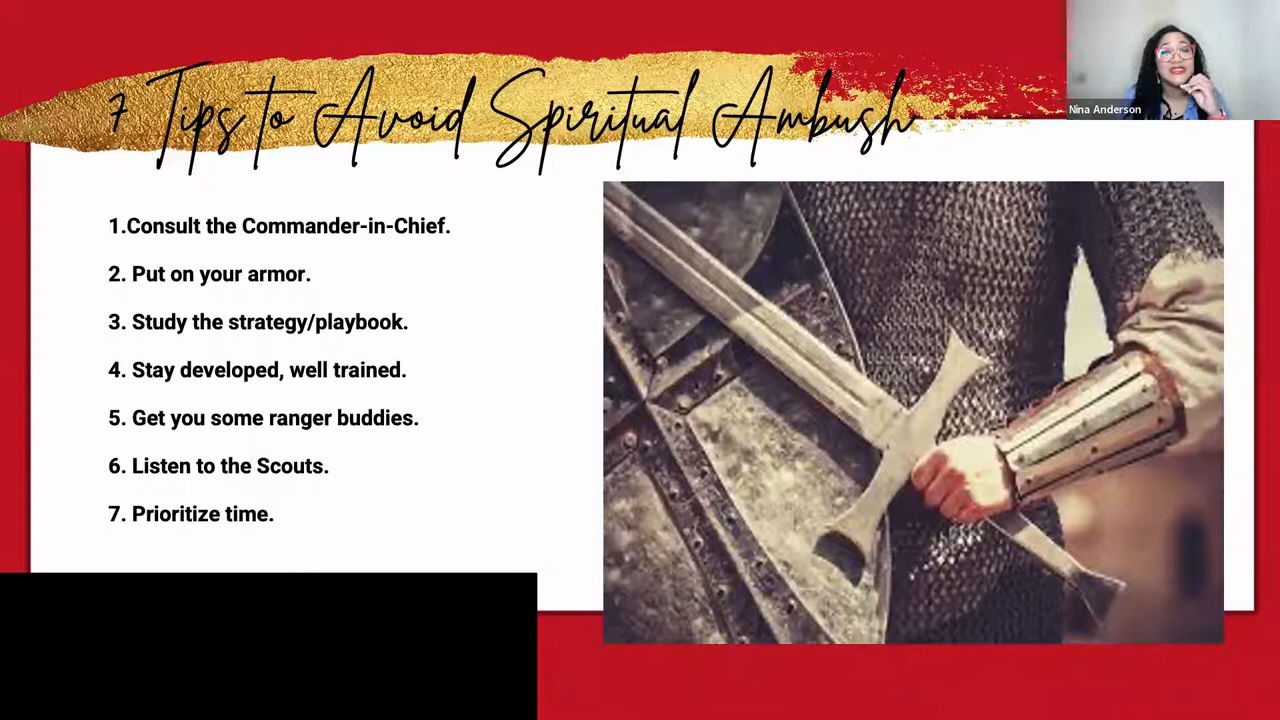 7 Tips to Avoid Spiritual Ambush
Nina Anderson
1.Consult the Commander-in-Chief.
2. Put on your armor.
3. Study the strategy/playbook.
4. Stay developed, well trained.
5. Get you some ranger buddies.
6. Listen to the Scouts.
7. Prioritize time.